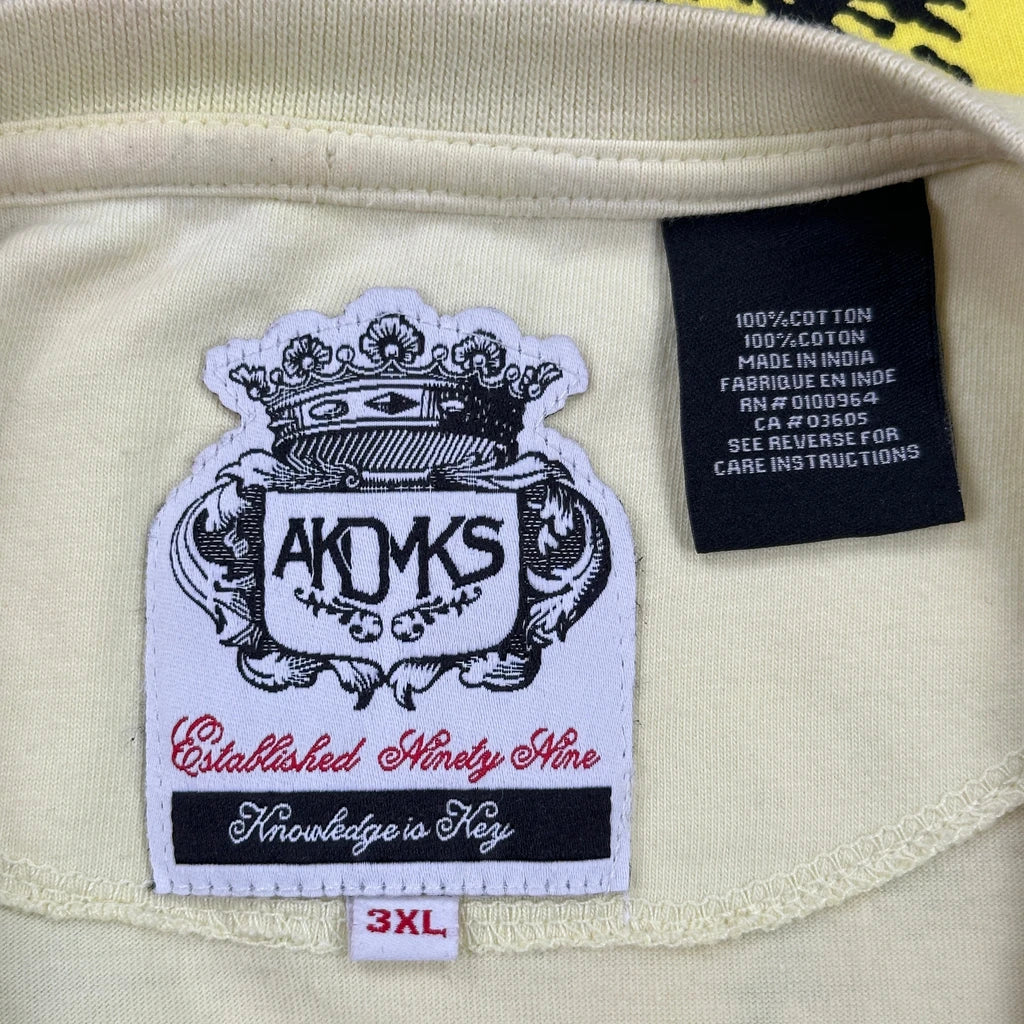 AKDMKS
Established Ninety Nine
Knowledge is Key
3XL
100% COTTON
100% COTON
MADE IN INDIA
FABRIQUE EN INDE
RN # 0100964
CA # 03605
SEE REVERSE FOR
CARE INSTRUCTIONS